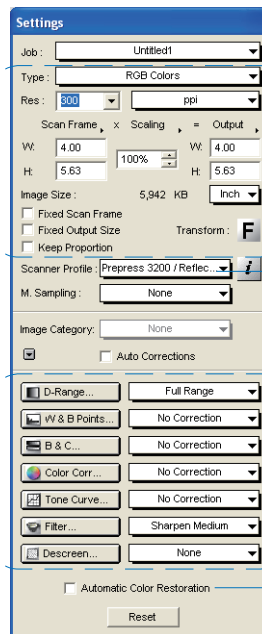 Settings
Job : Untitled1
Type : RGB Colors
Res : 300 ppi
Scan Frame x Scaling = Output
W: 4.00 100% W: 4.00
H: 5.63 H: 5.63
Image Size : 5,942 KB Inch
Fixed Scan Frame
Fixed Output Size Transform : F
Keep Proportion
Scanner Profile : Prepress 3200 / Reflec... i
M. Sampling : None
Image Category: None
Auto Corrections
D-Range... Full Range
W & B Points... No Correction
B & C... No Correction
Color Corr... No Correction
Tone Curve... No Correction
Filter... Sharpen Medium
Descreen... None
Automatic Color Restoration
Reset